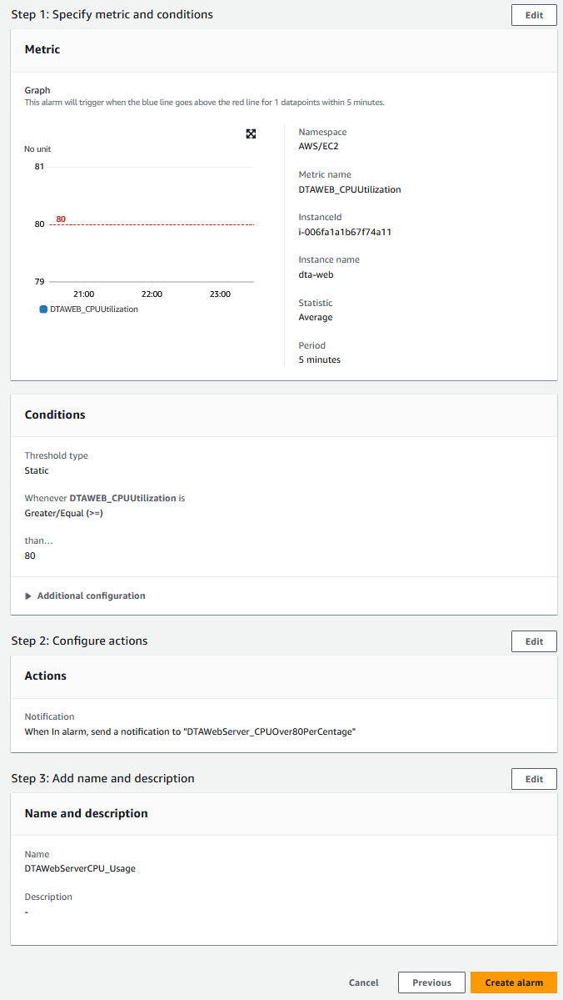 Step 1: Specify metric and conditions
Edit
Metric
Graph
This alarm will trigger when the blue line goes above the red line for 1 datapoints within 5 minutes.
No unit
81
80
80
79
21:00 22:00 23:00
DTAWEB_CPUUtilization
Namespace
AWS/EC2
Metric name
DTAWEB_CPUUtilization
InstanceId
i-006fa1a1b67f74a11
Instance name
dta-web
Statistic
Average
Period
5 minutes
Conditions
Threshold type
Static
Whenever DTAWEB_CPUUtilization is
Greater/Equal (>=)
than...
80
Additional configuration
Step 2: Configure actions
Edit
Actions
Notification
When In alarm, send a notification to "DTAWebServer_CPUOver80PerCentage"
Step 3: Add name and description
Edit
Name and description
Name
DTAWebServerCPU_Usage
Description
-
Cancel
Previous
Create alarm